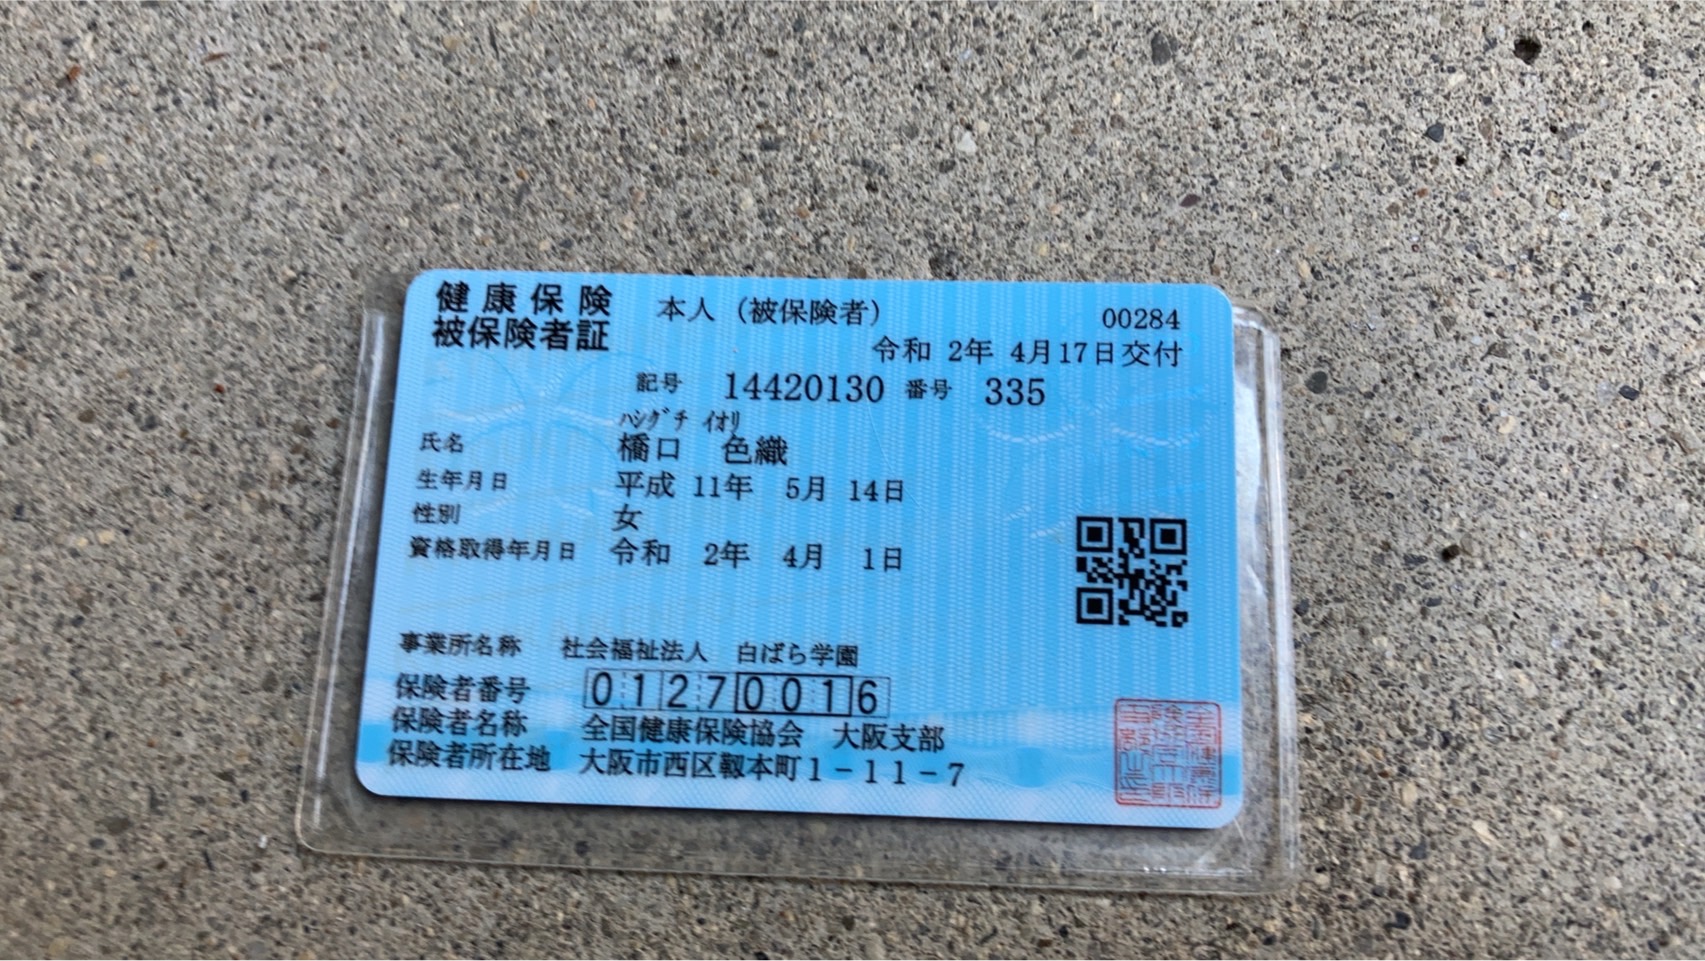 健康保険 本人(被保険者) 00284
被保険者証 令和 2年 4月17日交付
記号 14420130 番号 335
ﾊｼｸﾞﾁ ｲｵﾘ
氏名 橋口 色織
生年月日 平成 11年 5月 14日
性別 女
資格取得年月日 令和 2年 4月 1日
事業所名称 社会福祉法人 白ばら学園
保険者番号 01270016
保険者名称 全国健康保険協会 大阪支部
保険者所在地 大阪市西区靱本町1-11-7